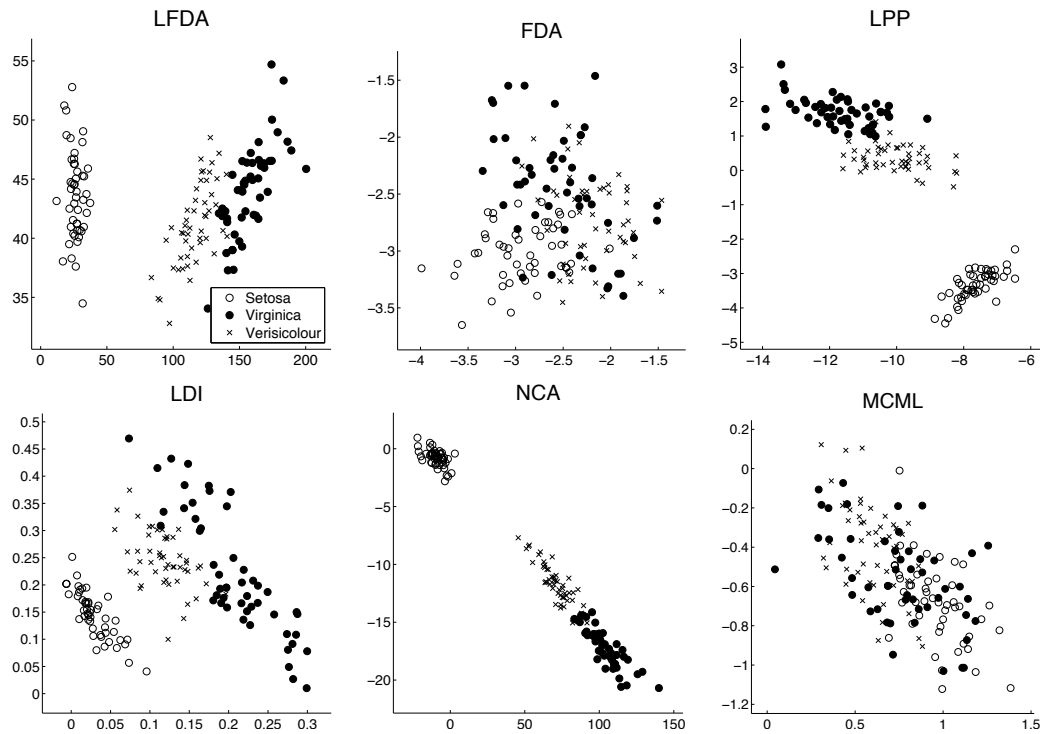 LFDA
55
50
45
40
35
0 50 100 150 200
Setosa
Virginica
Verisicolour
FDA
−1.5
−2
−2.5
−3
−3.5
−4 −3.5 −3 −2.5 −2 −1.5
LPP
3
2
1
0
−1
−2
−3
−4
−5
−14 −12 −10 −8
LDI
0.5
0.45
0.4
0.35
0.3
0.25
0.2
0.15
0.1
0.05
0
0 0.05 0.1 0.15 0.2 0.25 0.3
NCA
0
−5
−10
−15
−20
0 50 100 150
MCML
0.2
0
−0.2
−0.4
−0.6
−0.8
−1
−1.2
0 0.5 1 1.5